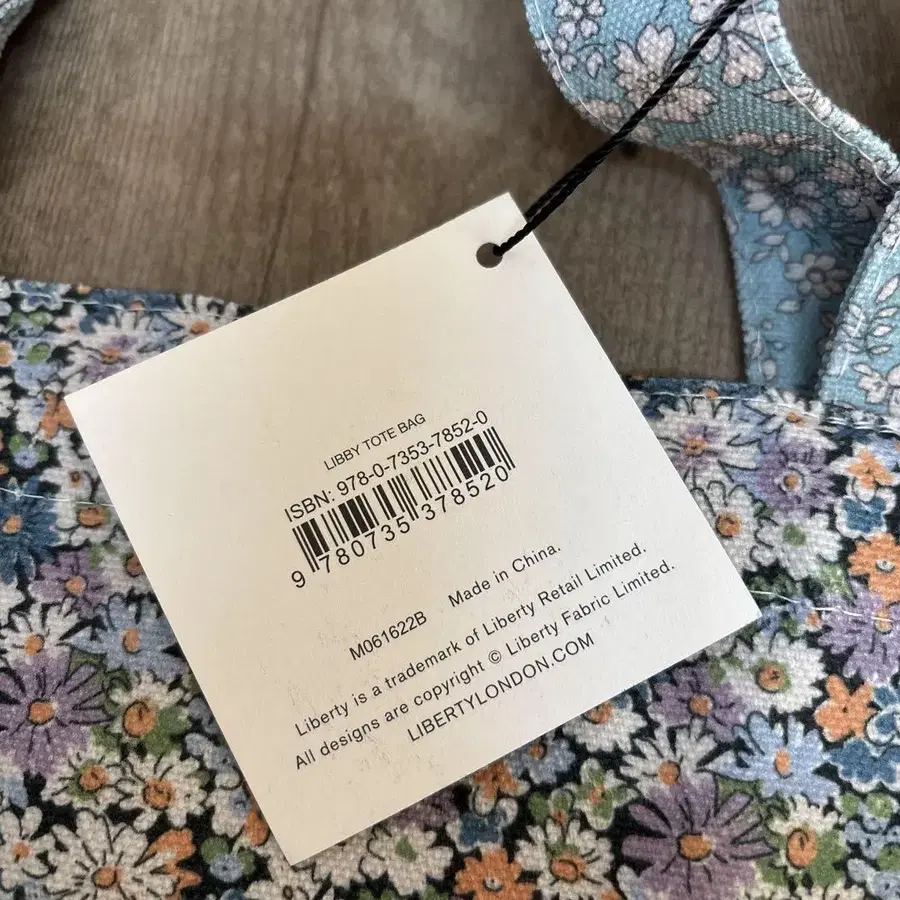 LIBBY TOTE BAG
ISBN: 978-0-7353-7852-0
9 780735 378520
M061622B Made in China.
Liberty is a trademark of Liberty Retail Limited.
All designs are copyright © Liberty Fabric Limited.
LIBERTYLONDON.COM